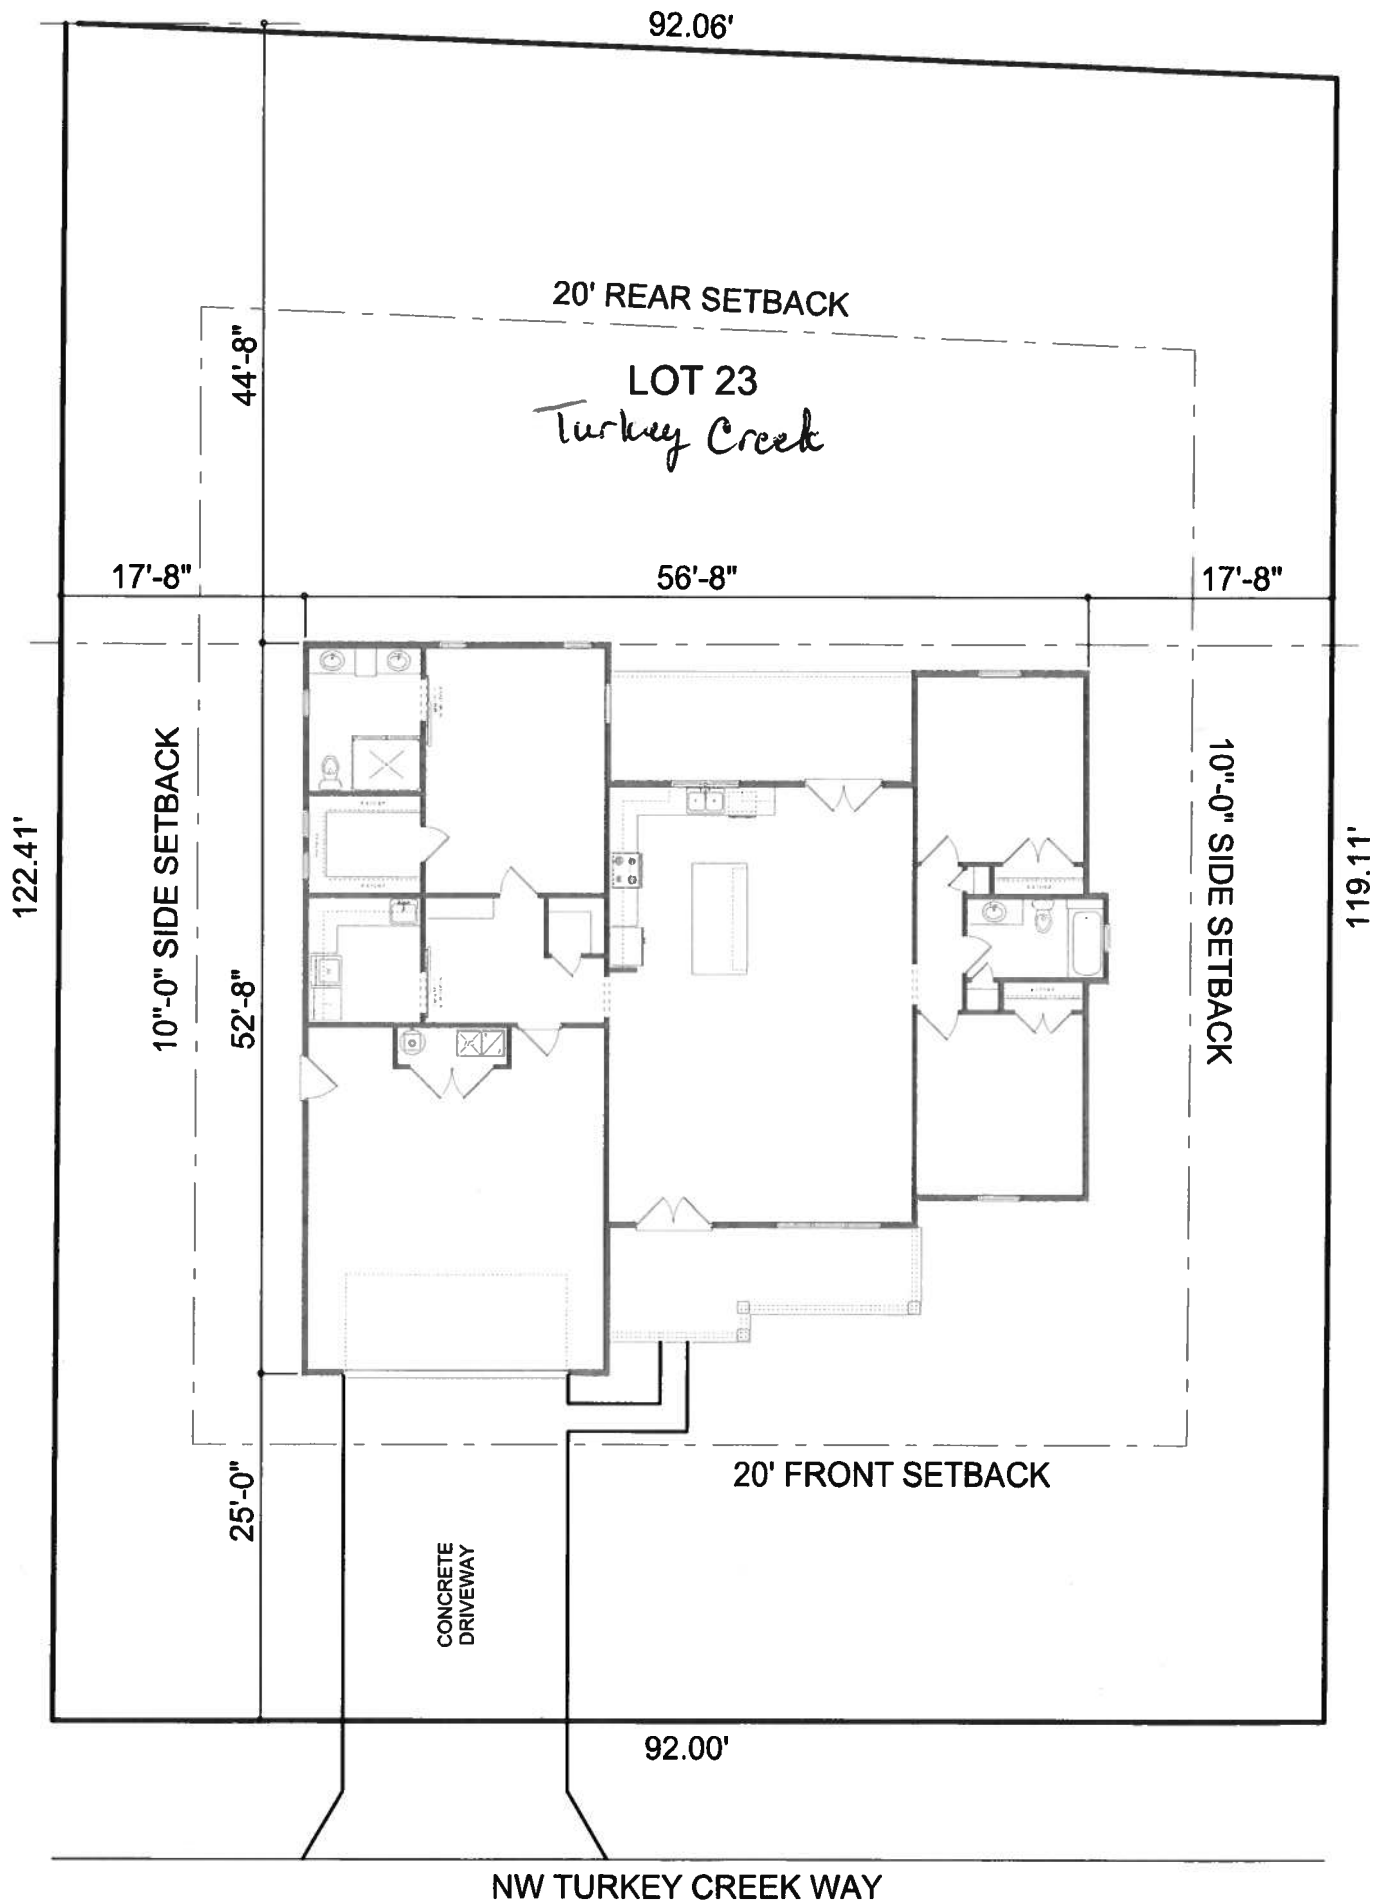 92.06'
20' REAR SETBACK
44'-8"
LOT 23
Turkey Creek
17'-8"
56'-8"
17'-8"
10"-0" SIDE SETBACK
10"-0" SIDE SETBACK
122.41'
119.11'
52'-8"
25'-0"
20' FRONT SETBACK
CONCRETE
DRIVEWAY
92.00'
NW TURKEY CREEK WAY